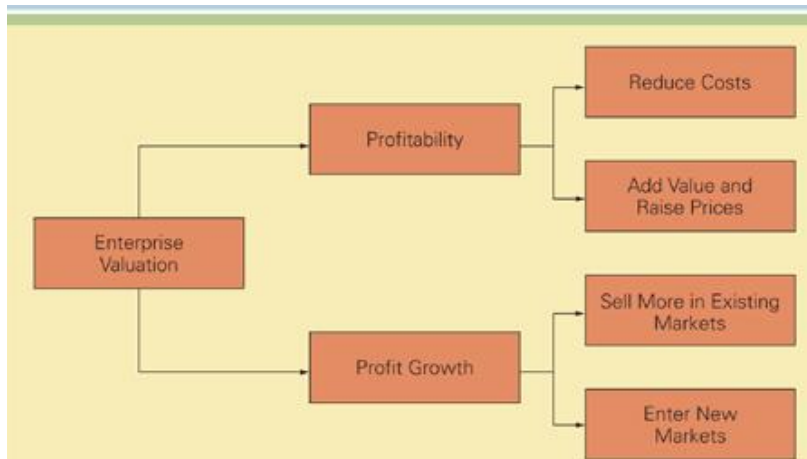 Enterprise
Valuation
Profitability
Profit Growth
Reduce Costs
Add Value and
Raise Prices
Sell More in Existing
Markets
Enter New
Markets